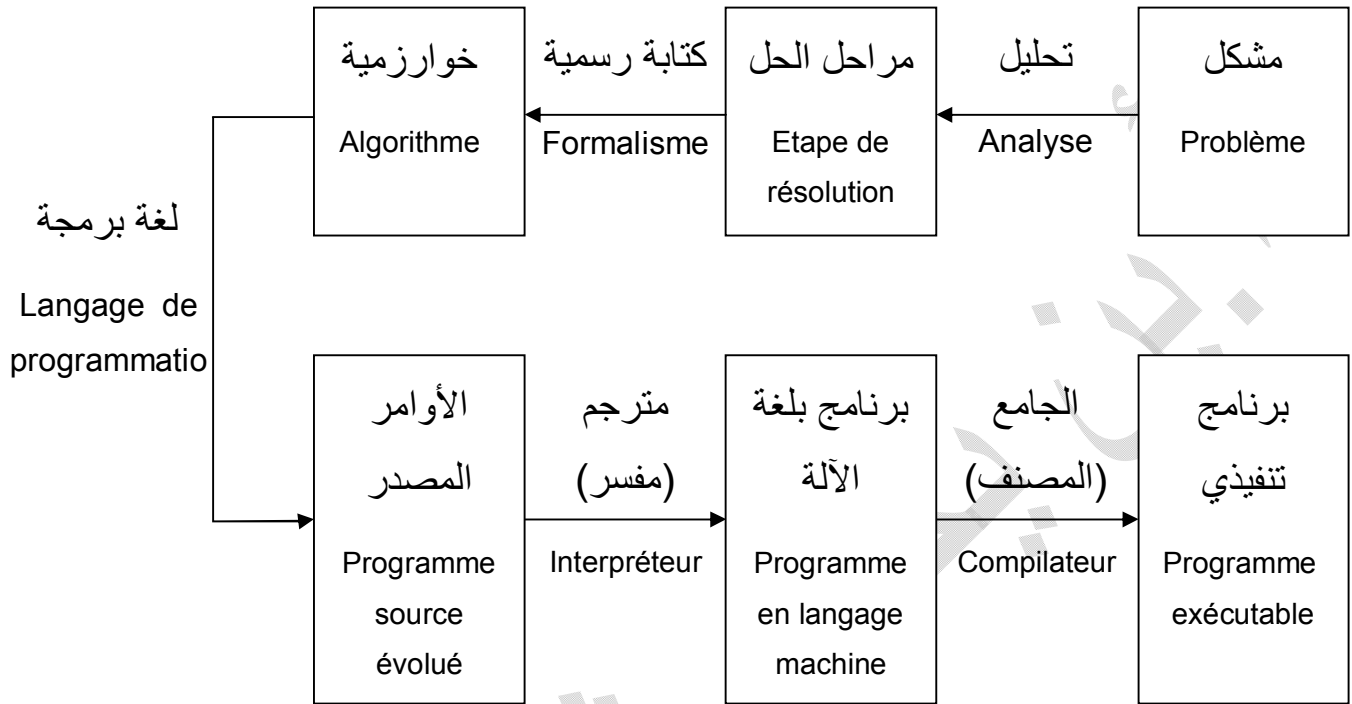 مشكل
Problème
تحليل
Analyse
مراحل الحل
Etape de
résolution
كتابة رسمية
Formalisme
خوارزمية
Algorithme
لغة برمجة
Langage de
programmatio
الأوامر
المصدر
Programme
source
évolué
مترجم
(مفسر)
Interpréteur
برنامج بلغة
الآلة
Programme
en langage
machine
الجامع
(المصنف)
Compilateur
برنامج
تنفيذي
Programme
exécutable